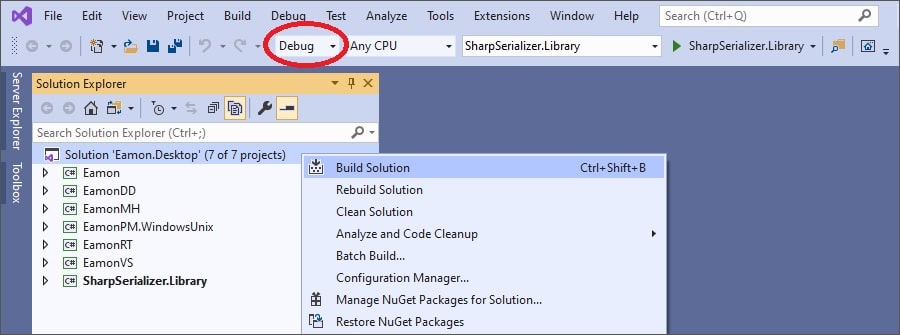 File Edit View Project Build Debug Test Analyze Tools Extensions Window Help Search (Ctrl+Q)
Debug Any CPU SharpSerializer.Library SharpSerializer.Library
Server Explorer
Toolbox
Solution Explorer
Search Solution Explorer (Ctrl+;)
Solution 'Eamon.Desktop' (7 of 7 projects)
C# Eamon
C# EamonDD
C# EamonMH
C# EamonPM.WindowsUnix
C# EamonRT
C# EamonVS
C# SharpSerializer.Library
Build Solution Ctrl+Shift+B
Rebuild Solution
Clean Solution
Analyze and Code Cleanup
Batch Build...
Configuration Manager...
Manage NuGet Packages for Solution...
Restore NuGet Packages